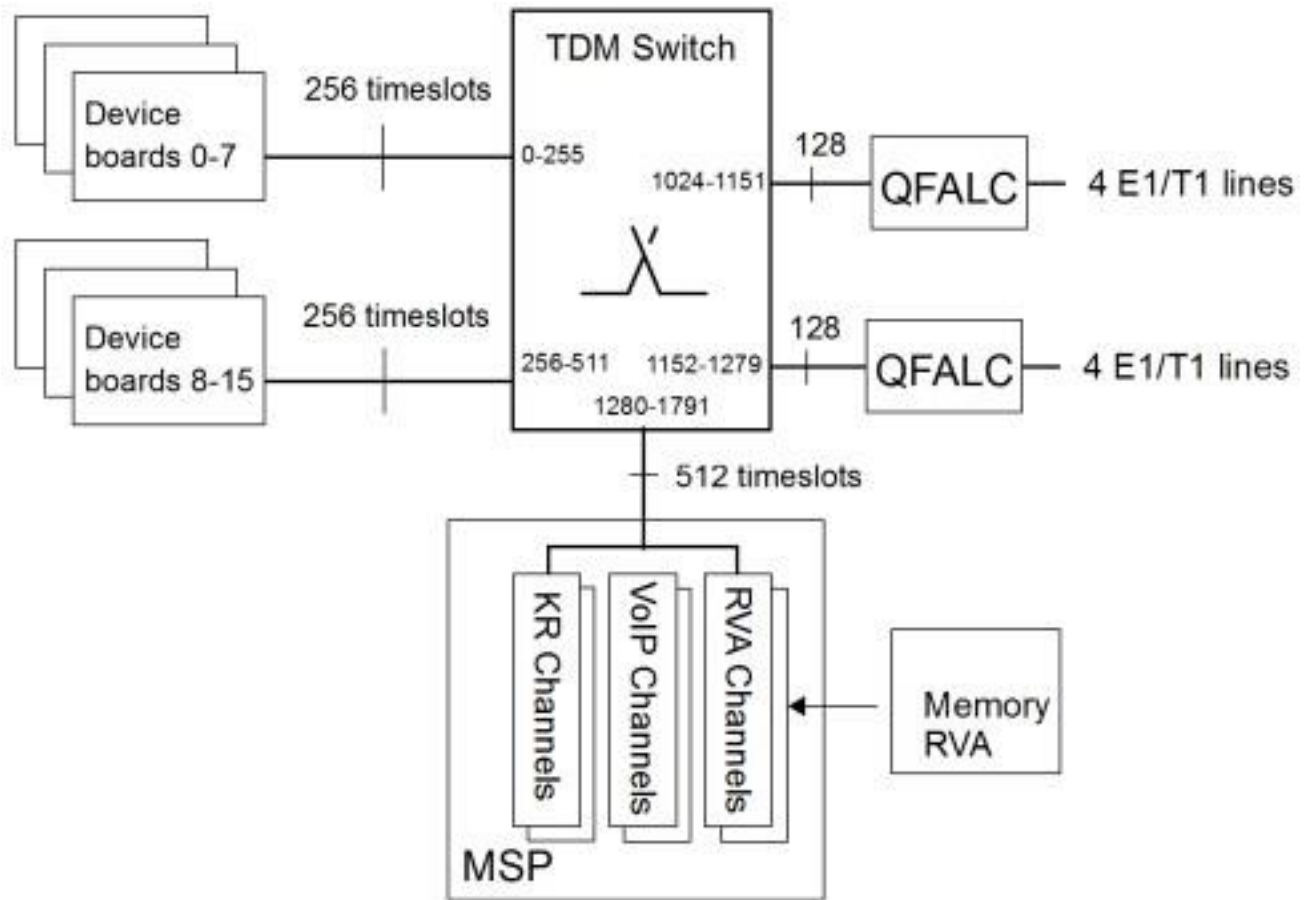 TDM Switch
Device
boards 0-7
256 timeslots
0-255
1024-1151
128
QFALC
4 E1/T1 lines
Device
boards 8-15
256 timeslots
256-511
1152-1279
128
QFALC
4 E1/T1 lines
1280-1791
512 timeslots
KR Channels
VoIP Channels
RVA Channels
Memory
RVA
MSP